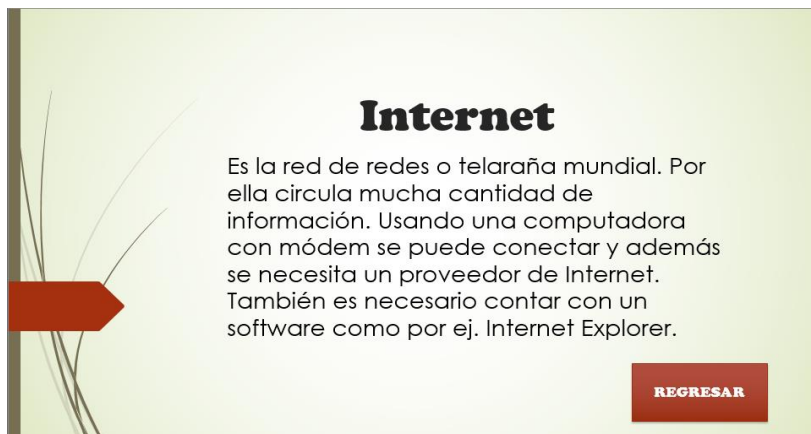 Internet
Es la red de redes o telaraña mundial. Por
ella circula mucha cantidad de
información. Usando una computadora
con módem se puede conectar y además
se necesita un proveedor de Internet.
También es necesario contar con un
software como por ej. Internet Explorer.
REGRESAR